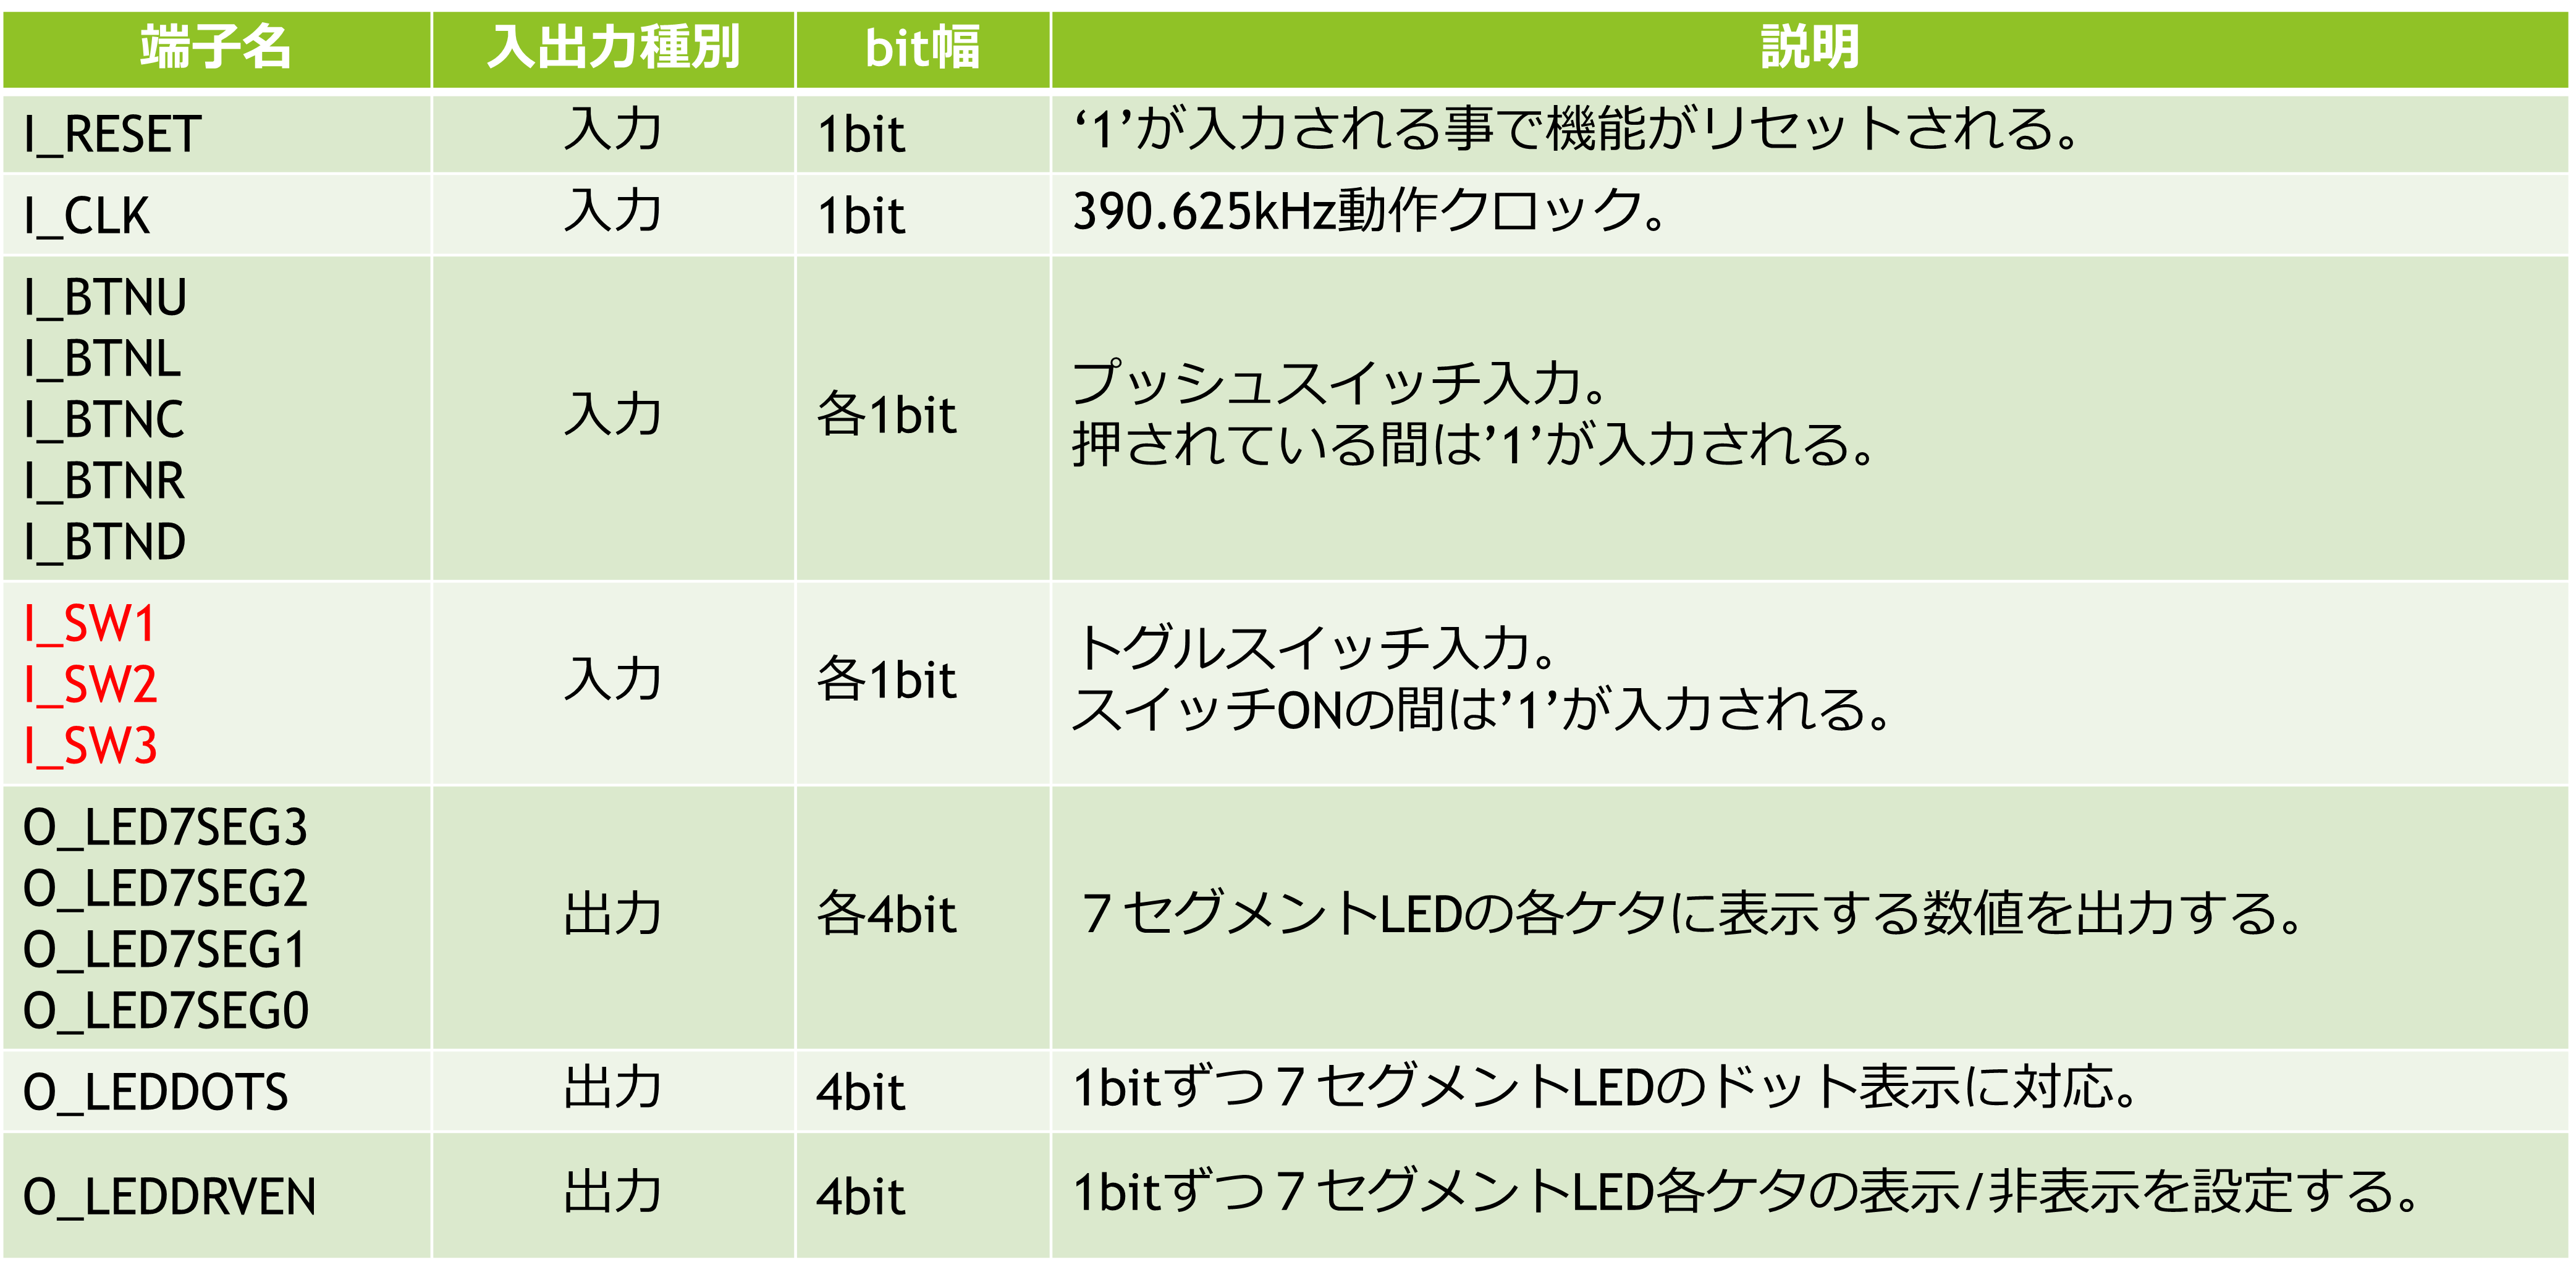 端子名 入出力種別 bit幅 説明
I_RESET 入力 1bit ‘1’が入力される事で機能がリセットされる。
I_CLK 入力 1bit 390.625kHz動作クロック。
I_BTNU
I_BTNL
I_BTNC
I_BTNR
I_BTND
入力
各1bit
プッシュスイッチ入力。
押されている間は’1’が入力される。
I_SW1
I_SW2
I_SW3
入力
各1bit
トグルスイッチ入力。
スイッチONの間は’1’が入力される。
O_LED7SEG3
O_LED7SEG2
O_LED7SEG1
O_LED7SEG0
出力
各4bit
７セグメントLEDの各ケタに表示する数値を出力する。
O_LEDDOTS 出力 4bit 1bitずつ７セグメントLEDのドット表示に対応。
O_LEDDRVEN 出力 4bit 1bitずつ７セグメントLED各ケタの表示/非表示を設定する。